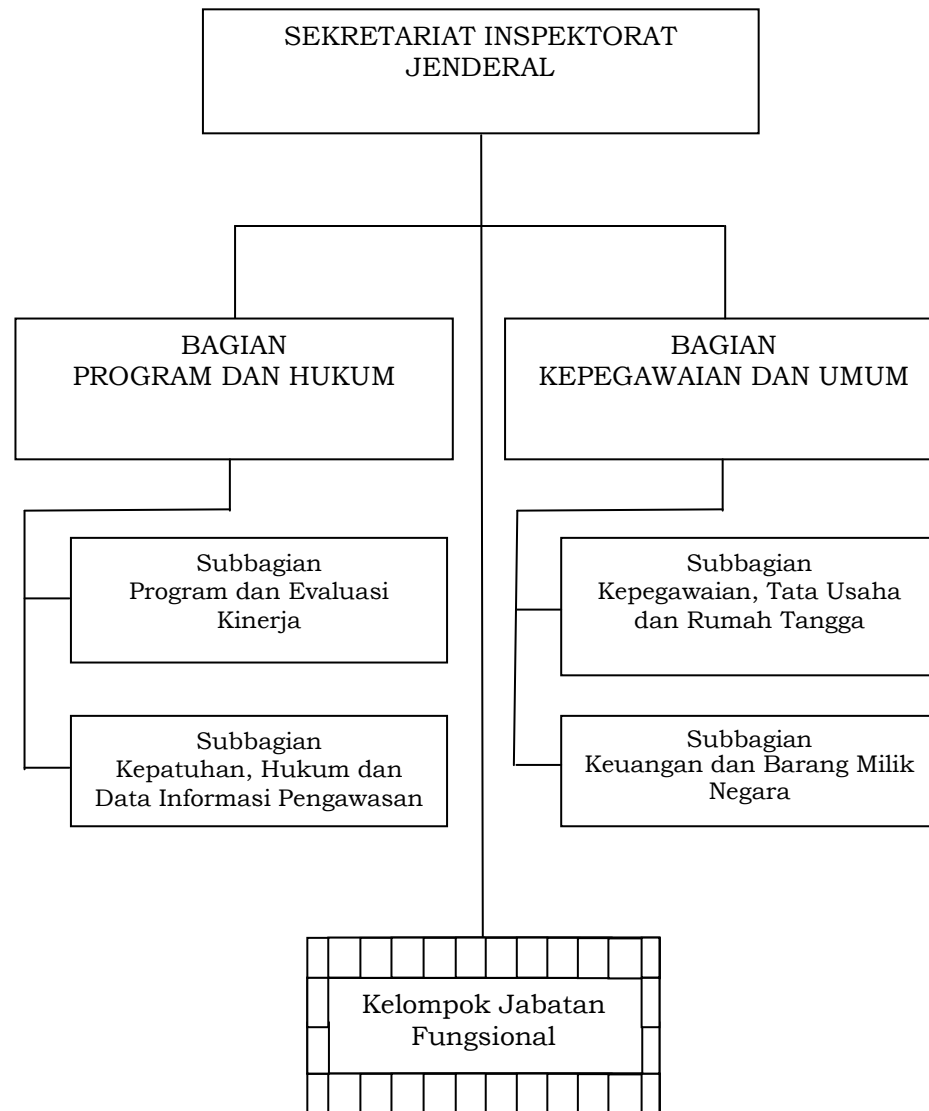 SEKRETARIAT INSPEKTORAT
JENDERAL
BAGIAN
PROGRAM DAN HUKUM
BAGIAN
KEPEGAWAIAN DAN UMUM
Subbagian
Program dan Evaluasi
Kinerja
Subbagian
Kepegawaian, Tata Usaha
dan Rumah Tangga
Subbagian
Kepatuhan, Hukum dan
Data Informasi Pengawasan
Subbagian
Keuangan dan Barang Milik
Negara
Kelompok Jabatan
Fungsional